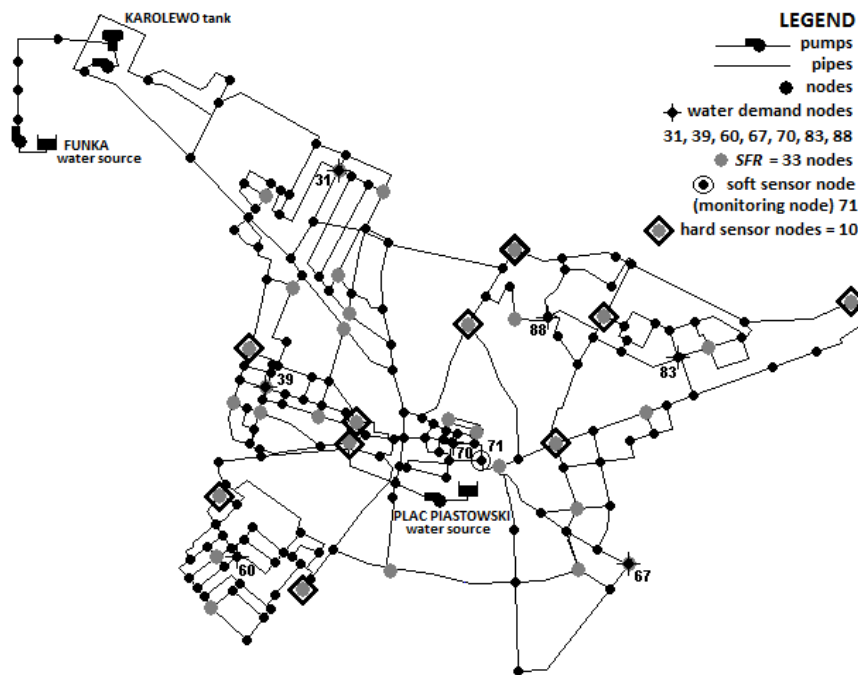 KAROLEWO tank
FUNKA
water source
LEGEND
pumps
pipes
nodes
water demand nodes
31, 39, 60, 67, 70, 83, 88
SFR = 33 nodes
soft sensor node
(monitoring node) 71
hard sensor nodes = 10
31
88
83
39
71
70
PLAC PIASTOWSKI
water source
60
67